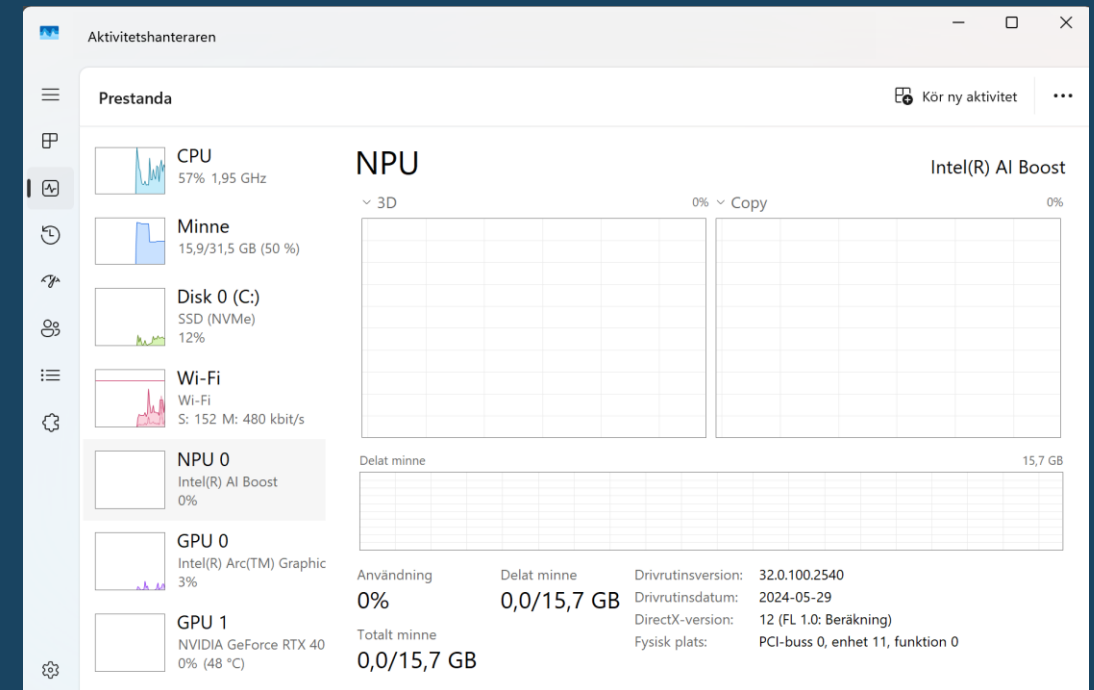 Aktivitetshanteraren
Prestanda
Kör ny aktivitet
CPU
57% 1,95 GHz
Minne
15,9/31,5 GB (50 %)
Disk 0 (C:)
SSD (NVMe)
12%
Wi-Fi
Wi-Fi
S: 152 M: 480 kbit/s
NPU 0
Intel(R) AI Boost
0%
GPU 0
Intel(R) Arc(TM) Graphic
3%
GPU 1
NVIDIA GeForce RTX 40
0% (48 °C)
NPU
Intel(R) AI Boost
3D 0%
Copy 0%
Delat minne 15,7 GB
Användning
0%
Delat minne
0,0/15,7 GB
Totalt minne
0,0/15,7 GB
Drivrutinsversion: 32.0.100.2540
Drivrutinsdatum: 2024-05-29
DirectX-version: 12 (FL 1.0: Beräkning)
Fysisk plats: PCI-buss 0, enhet 11, funktion 0